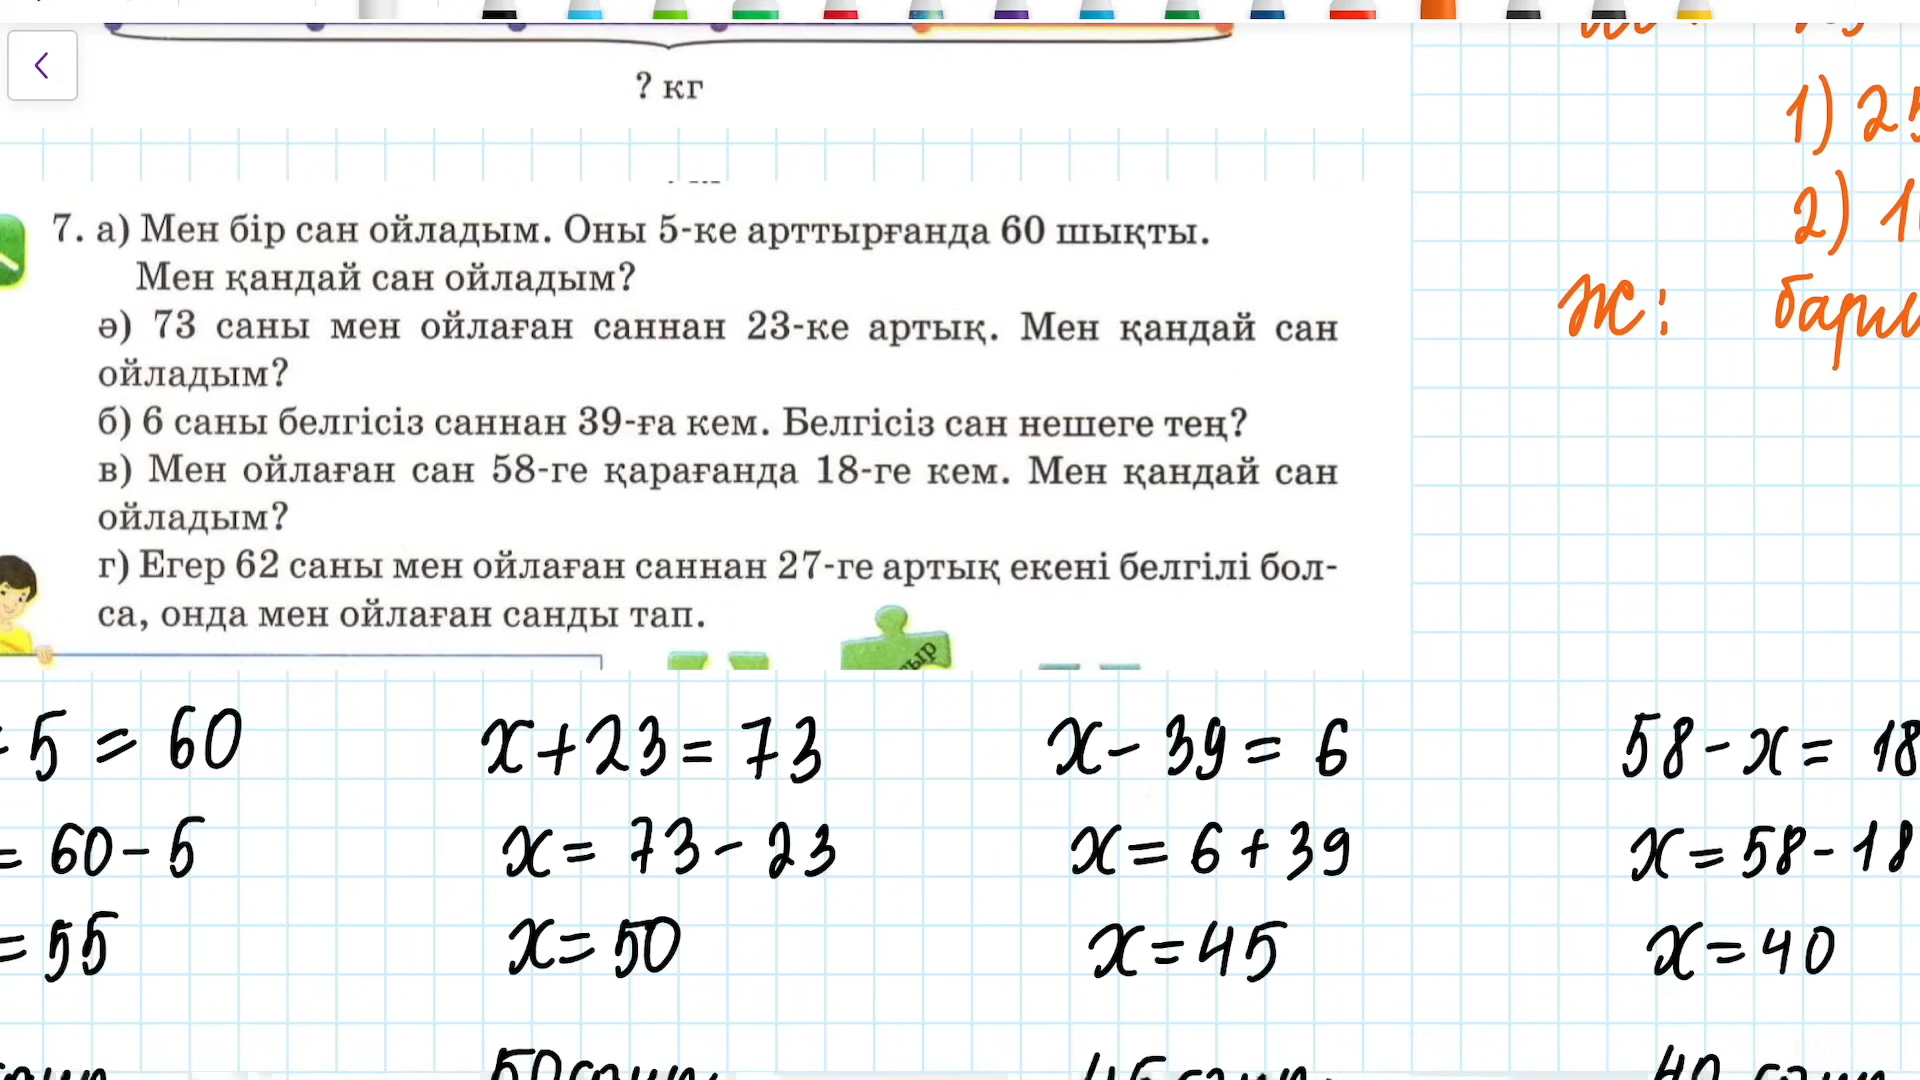 ? кг
1) 25
2) 1
Ж:
7. а) Мен бір сан ойладым. Оны 5-ке арттырғанда 60 шықты.
Мен қандай сан ойладым?
ә) 73 саны мен ойлаған саннан 23-ке артық. Мен қандай сан
ойладым?
б) 6 саны белгісіз саннан 39-ға кем. Белгісіз сан нешеге тең?
в) Мен ойлаған сан 58-ге қарағанда 18-ге кем. Мен қандай сан
ойладым?
г) Егер 62 саны мен ойлаған саннан 27-ге артық екені белгілі бол-
са, онда мен ойлаған санды тап.
5 = 60
x + 23 = 73
x - 39 = 6
58 - x = 18
= 60 - 5
x = 73 - 23
x = 6 + 39
x = 58 - 18
= 55
x = 50
x = 45
x = 40